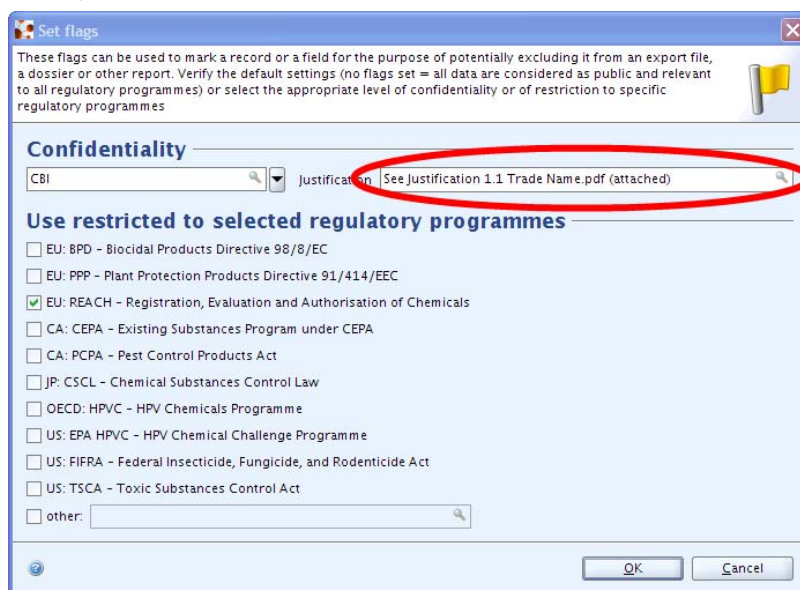 Set flags
These flags can be used to mark a record or a field for the purpose of potentially excluding it from an export file,
a dossier or other report. Verify the default settings (no flags set = all data are considered as public and relevant
to all regulatory programmes) or select the appropriate level of confidentiality or of restriction to specific
regulatory programmes
Confidentiality
CBI Justification See Justification 1.1 Trade Name.pdf (attached)
Use restricted to selected regulatory programmes
EU: BPD - Biocidal Products Directive 98/8/EC
EU: PPP - Plant Protection Products Directive 91/414/EEC
EU: REACH - Registration, Evaluation and Authorisation of Chemicals
CA: CEPA - Existing Substances Program under CEPA
CA: PCPA - Pest Control Products Act
JP: CSCL - Chemical Substances Control Law
OECD: HPVC - HPV Chemicals Programme
US: EPA HPVC - HPV Chemical Challenge Programme
US: FIFRA - Federal Insecticide, Fungicide, and Rodenticide Act
US: TSCA - Toxic Substances Control Act
other:
OK Cancel